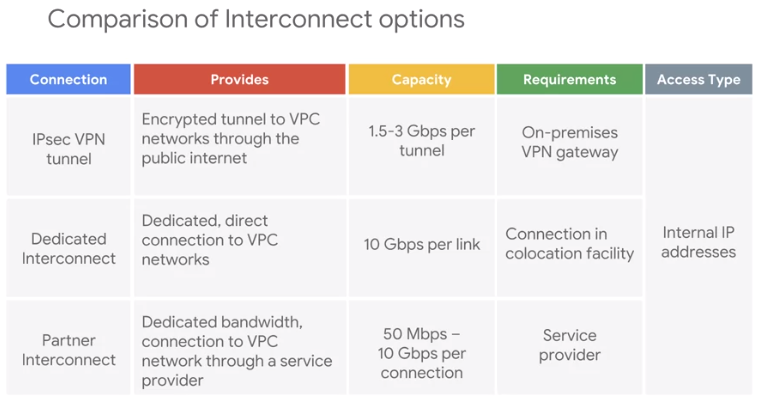 Comparison of Interconnect options
Connection
Provides
Capacity
Requirements
Access Type
IPsec VPN
tunnel
Encrypted tunnel to VPC
networks through the
public internet
1.5-3 Gbps per
tunnel
On-premises
VPN gateway
Dedicated
Interconnect
Dedicated, direct
connection to VPC
networks
10 Gbps per link
Connection in
colocation facility
Partner
Interconnect
Dedicated bandwidth,
connection to VPC
network through a service
provider
50 Mbps –
10 Gbps per
connection
Service
provider
Internal IP
addresses